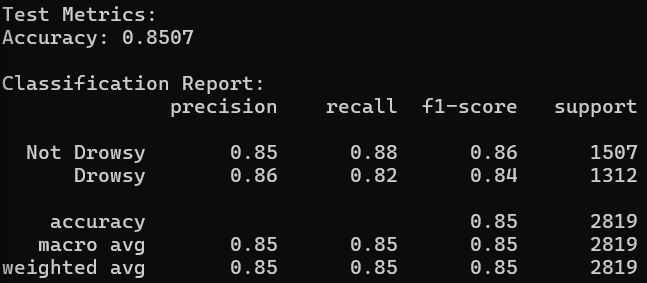 Test Metrics:
Accuracy: 0.8507
Classification Report:
precision recall f1-score support
Not Drowsy 0.85 0.88 0.86 1507
Drowsy 0.86 0.82 0.84 1312
accuracy 0.85 2819
macro avg 0.85 0.85 0.85 2819
weighted avg 0.85 0.85 0.85 2819